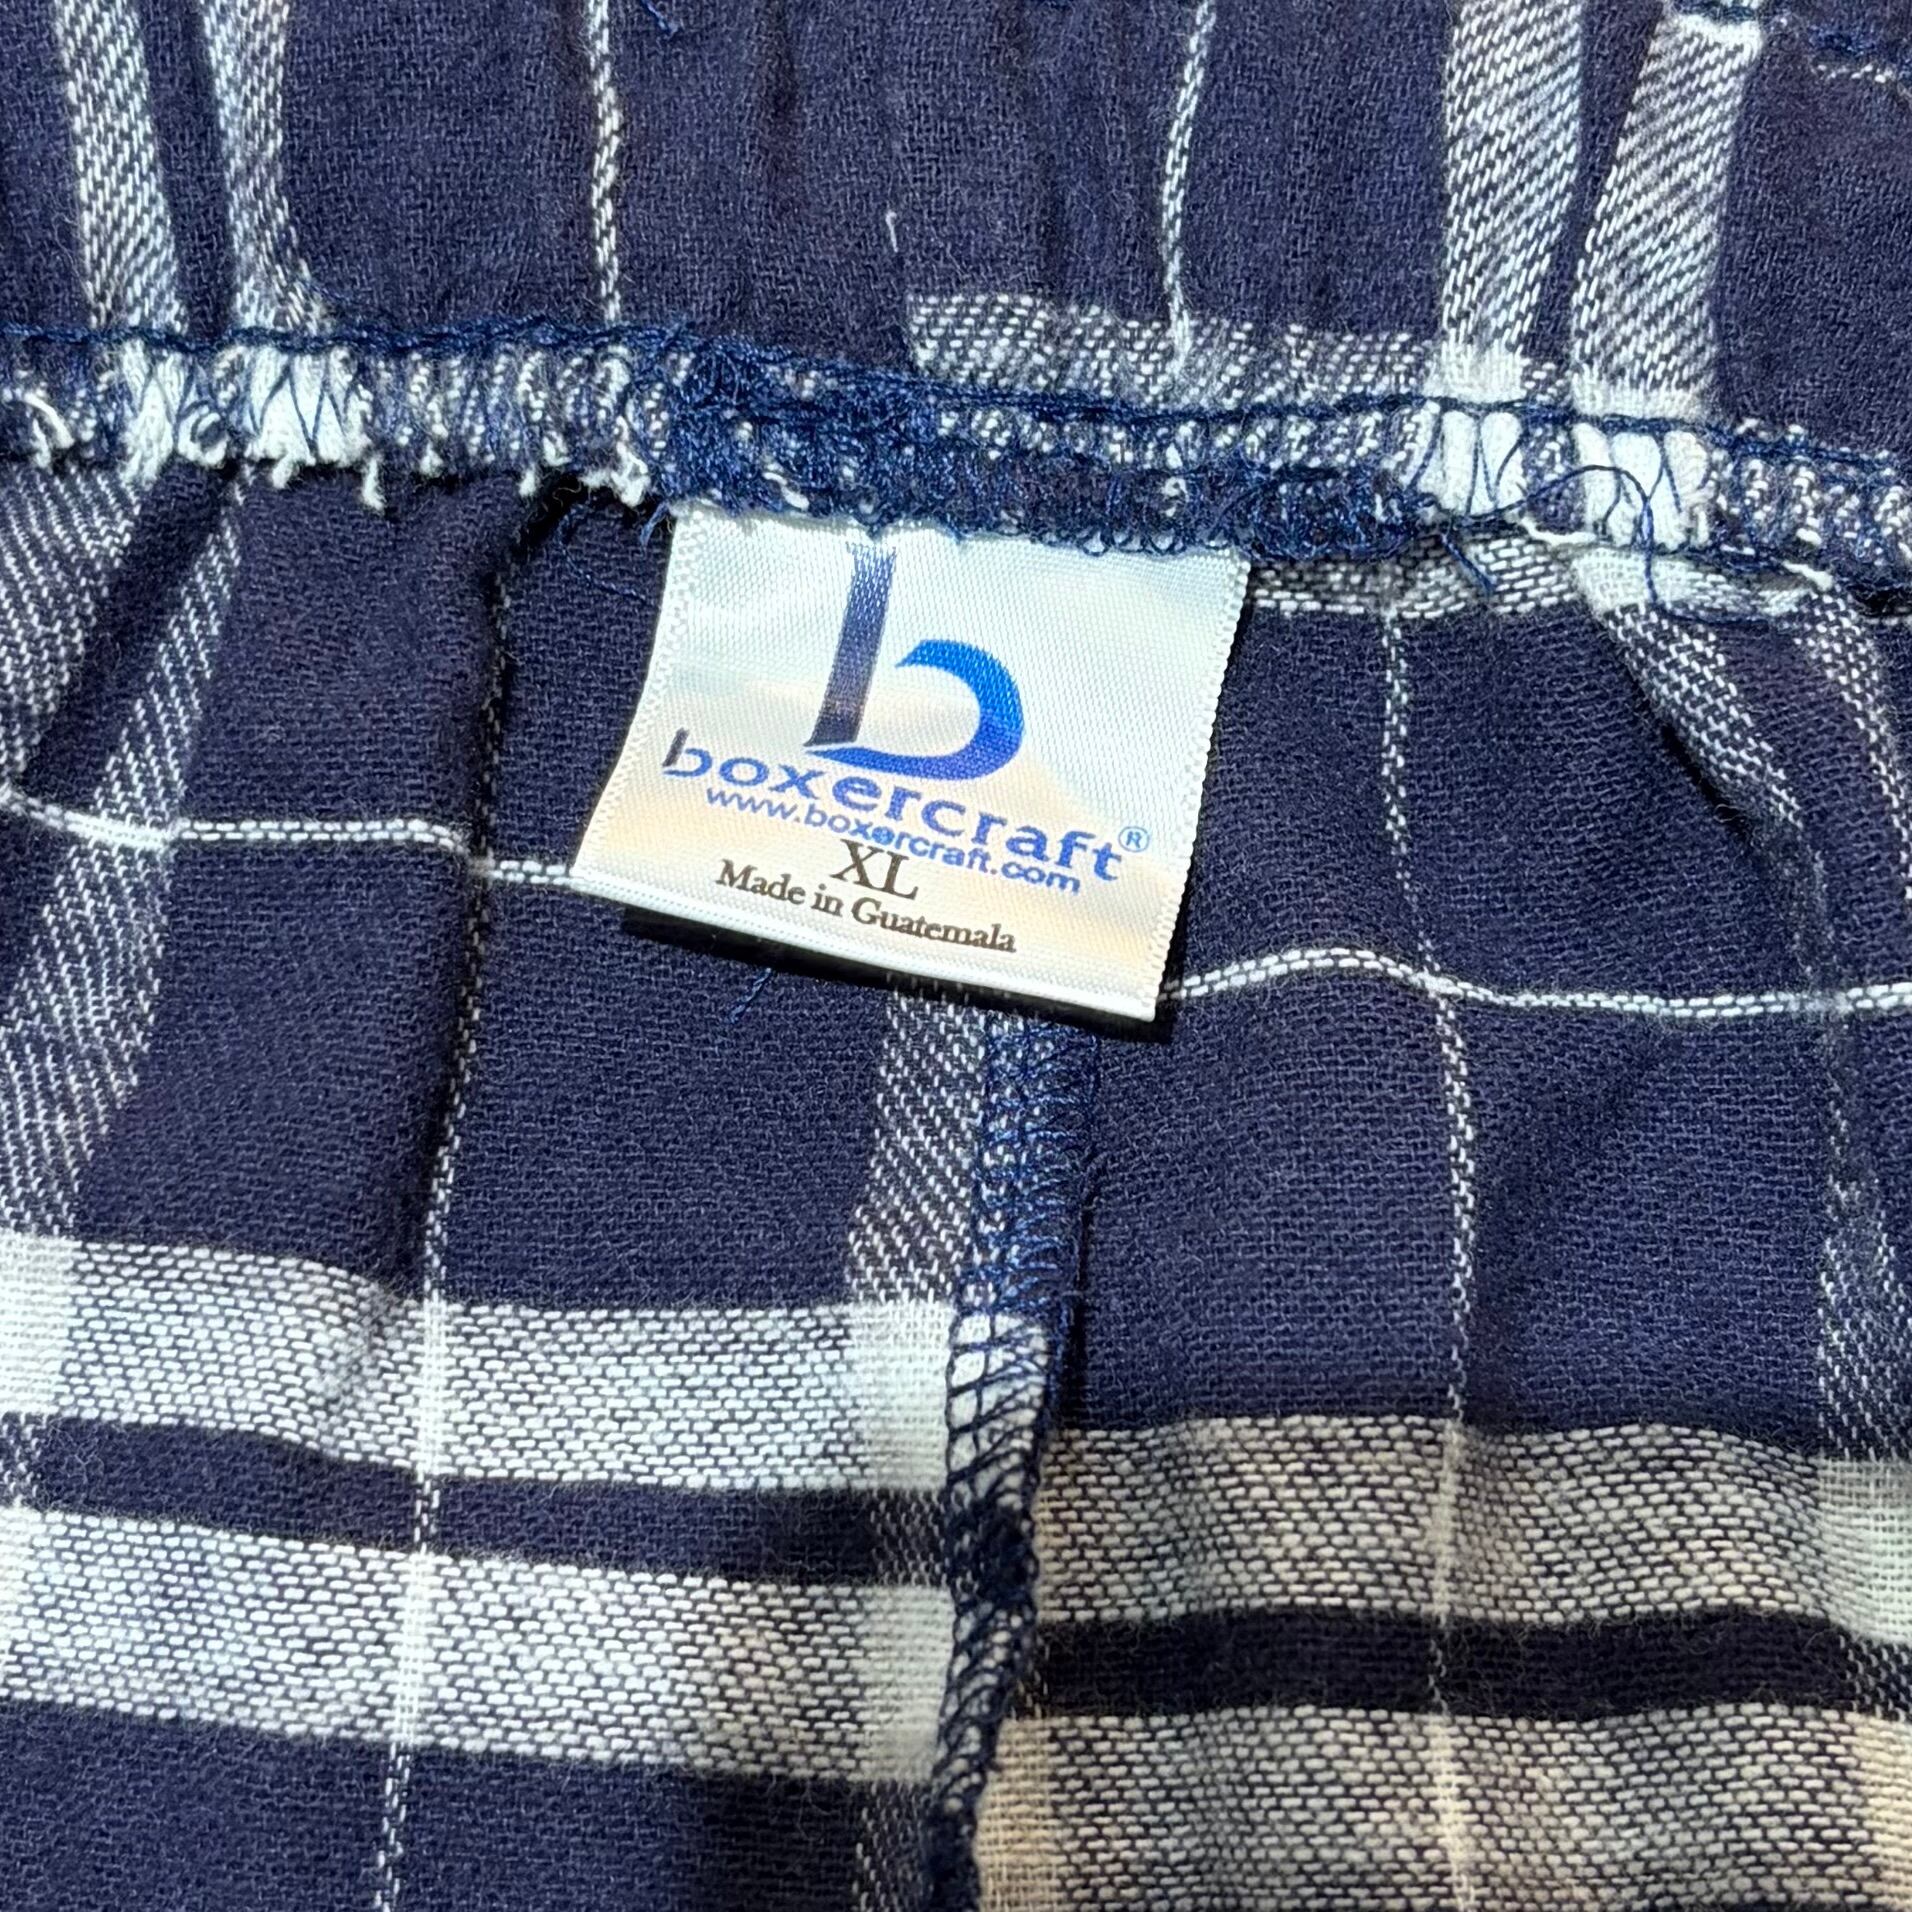 b
boxercraft®
www.boxercraft.com
XL
Made in Guatemala